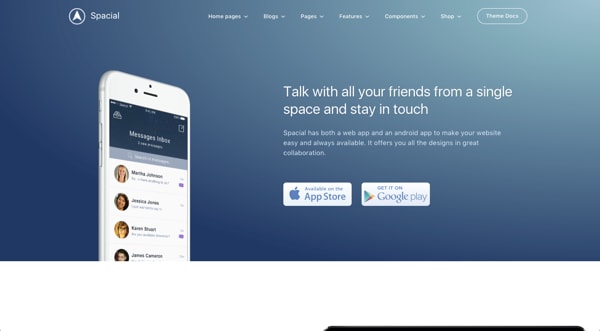 Spacial
Home pages Blogs Pages Features Components Shop Theme Docs
Talk with all your friends from a single
space and stay in touch
Spacial has both a web app and an android app to make your website
easy and always available. It offers you all the designs in great
collaboration.
Available on the
App Store
GET IT ON
Google play
Messages Inbox
Martha Johnson
Jessica Jones
Karen Stuart
James Cameron